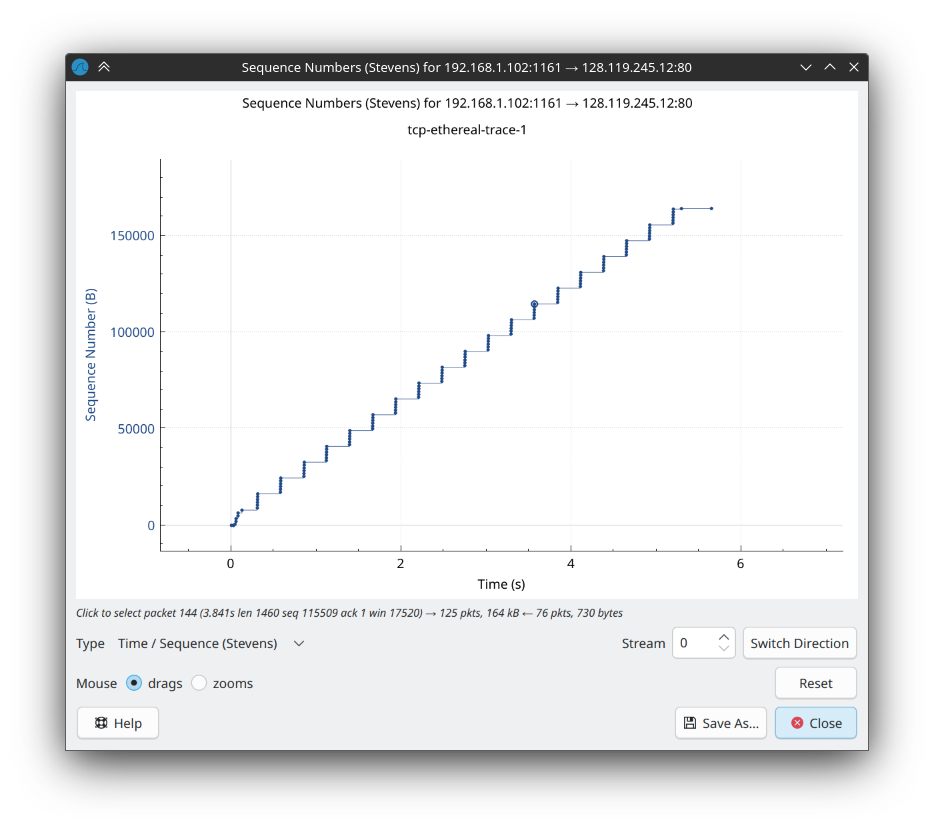 Sequence Numbers (Stevens) for 192.168.1.102:1161 → 128.119.245.12:80
Sequence Numbers (Stevens) for 192.168.1.102:1161 → 128.119.245.12:80
tcp-ethereal-trace-1
Sequence Number (B)
150000
100000
50000
0
0 2 4 6
Time (s)
Click to select packet 144 (3.841s len 1460 seq 115509 ack 1 win 17520) → 125 pkts, 164 kB ← 76 pkts, 730 bytes
Type Time / Sequence (Stevens) Stream 0 Switch Direction
Mouse drags zooms Reset
Help Save As... Close